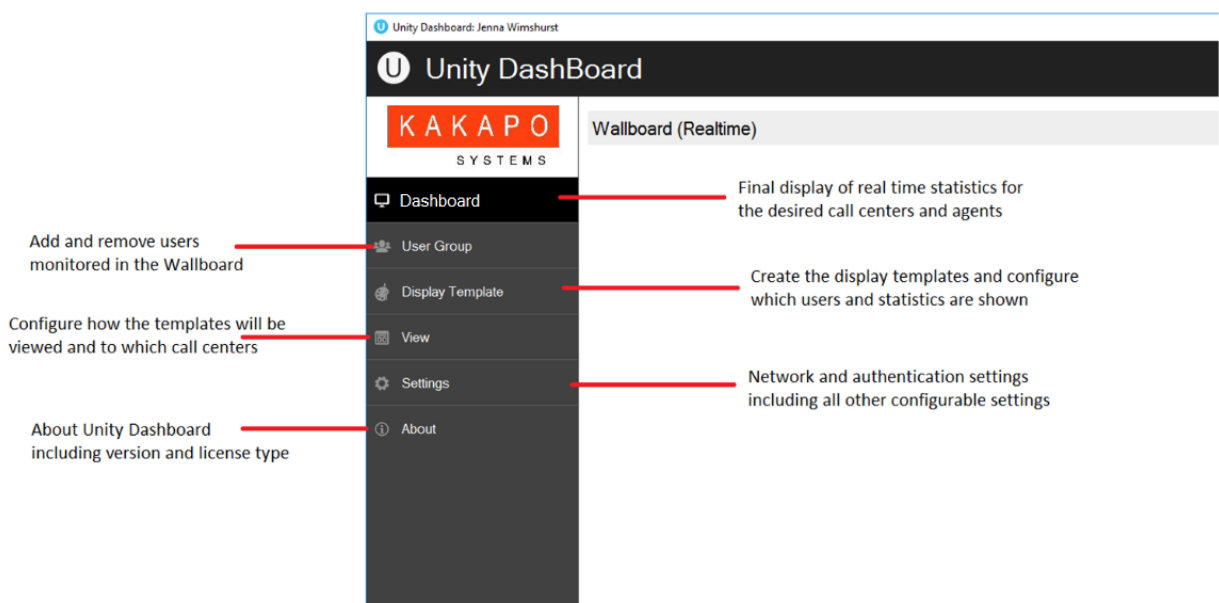 Unity Dashboard: Jenna Wimshurst
U Unity DashBoard
KAKAPO
SYSTEMS
Wallboard (Realtime)
Dashboard
Final display of real time statistics for
the desired call centers and agents
Add and remove users
monitored in the Wallboard
User Group
Display Template
Create the display templates and configure
which users and statistics are shown
Configure how the templates will be
viewed and to which call centers
View
Settings
Network and authentication settings
including all other configurable settings
About Unity Dashboard
including version and license type
About